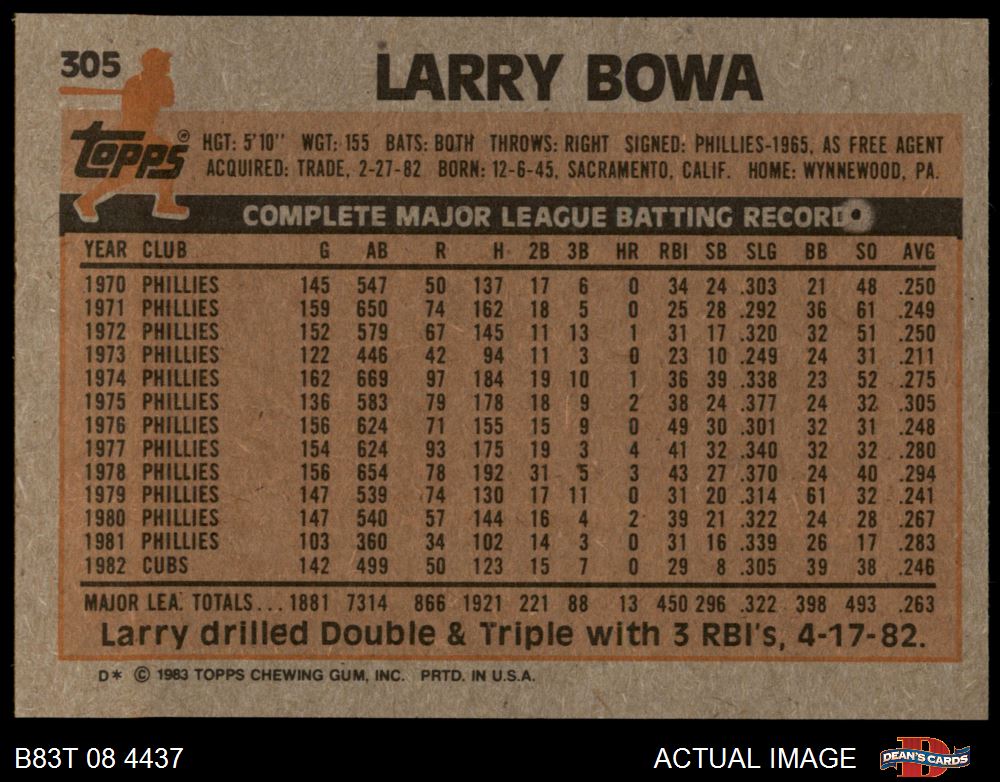 305
LARRY BOWA
Topps®
HGT: 5'10'' WGT: 155 BATS: BOTH THROWS: RIGHT SIGNED: PHILLIES-1965, AS FREE AGENT
ACQUIRED: TRADE, 2-27-82 BORN: 12-6-45, SACRAMENTO, CALIF. HOME: WYNNEWOOD, PA.
COMPLETE MAJOR LEAGUE BATTING RECORD
YEAR CLUB G AB R H 2B 3B HR RBI SB SLG BB SO AVG
1970 PHILLIES 145 547 50 137 17 6 0 34 24 .303 21 48 .250
1971 PHILLIES 159 650 74 162 18 5 0 25 28 .292 36 61 .249
1972 PHILLIES 152 579 67 145 11 13 1 31 17 .320 32 51 .250
1973 PHILLIES 122 446 42 94 11 3 0 23 10 .249 24 31 .211
1974 PHILLIES 162 669 97 184 19 10 1 36 39 .338 23 52 .275
1975 PHILLIES 136 583 79 178 18 9 2 38 24 .377 24 32 .305
1976 PHILLIES 156 624 71 155 15 9 0 49 30 .301 32 31 .248
1977 PHILLIES 154 624 93 175 19 3 4 41 32 .340 32 32 .280
1978 PHILLIES 156 654 78 192 31 5 3 43 27 .370 24 40 .294
1979 PHILLIES 147 539 74 130 17 11 0 31 20 .314 61 32 .241
1980 PHILLIES 147 540 57 144 16 4 2 39 21 .322 24 28 .267
1981 PHILLIES 103 360 34 102 14 3 0 31 16 .339 26 17 .283
1982 CUBS 142 499 50 123 15 7 0 29 8 .305 39 38 .246
MAJOR LEA. TOTALS... 1881 7314 866 1921 221 88 13 450 296 .322 398 493 .263
Larry drilled Double & Triple with 3 RBI's, 4-17-82.
D* © 1983 TOPPS CHEWING GUM, INC. PRTD. IN U.S.A.
B83T 08 4437 ACTUAL IMAGE DEAN'S CARDS